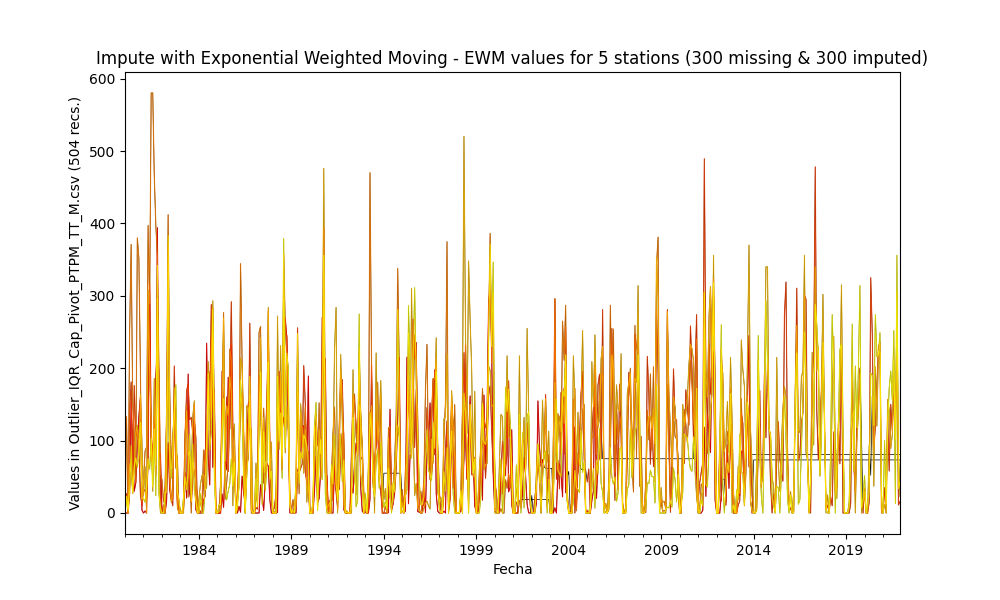 Impute with Exponential Weighted Moving - EWM values for 5 stations (300 missing & 300 imputed)
Values in Outlier_IQR_Cap_Pivot_PTPM_TT_M.csv (504 recs.)
600
500
400
300
200
100
0
1984 1989 1994 1999 2004 2009 2014 2019
Fecha